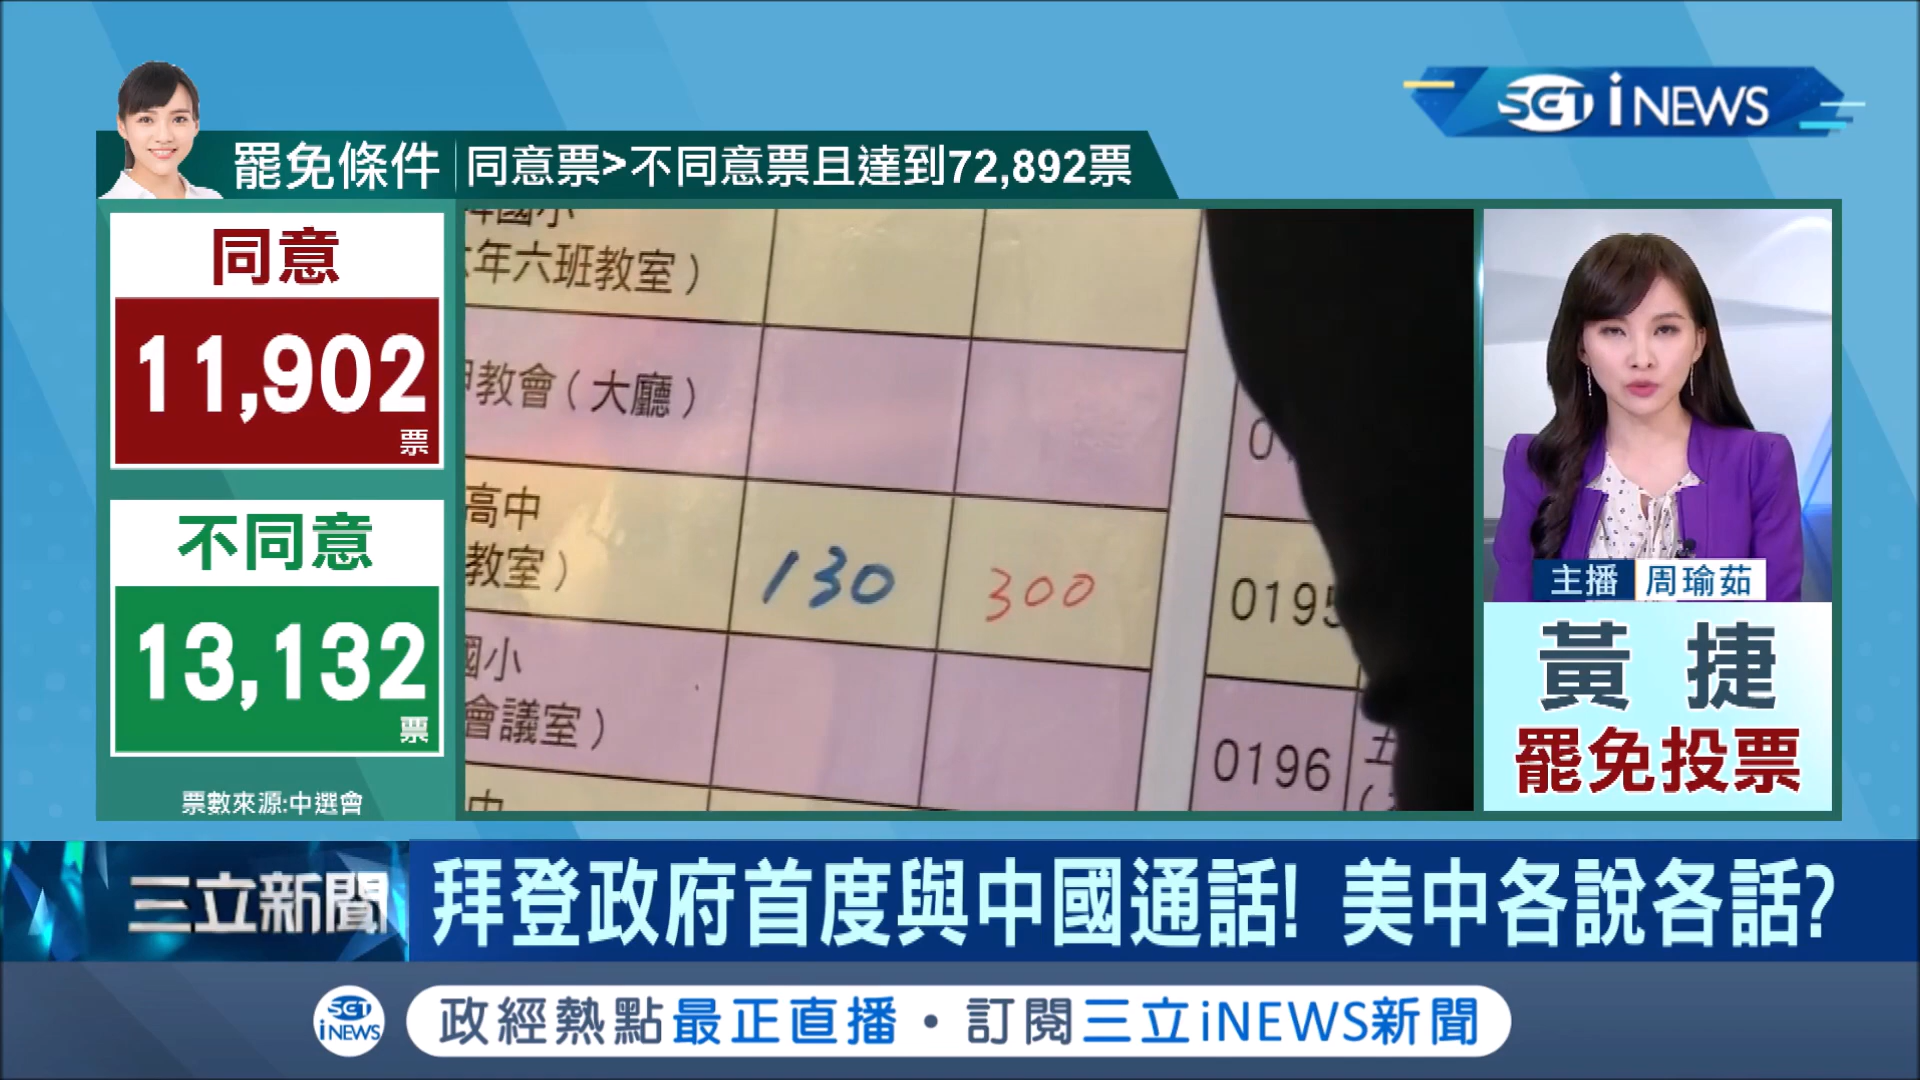 SET iNEWS
罷免條件
同意票>不同意票且達到72,892票
同意
11,902
票
不同意
13,132
票
票數來源:中選會
國小
年六班教室）
教會（大廳）
高中
教室）
130
300
國小
會議室）
中
0195
0196
主播 周瑜茹
黃捷
罷免投票
三立新聞
拜登政府首度與中國通話! 美中各說各話?
SET iNEWS
政經熱點最正直播・訂閱三立iNEWS新聞